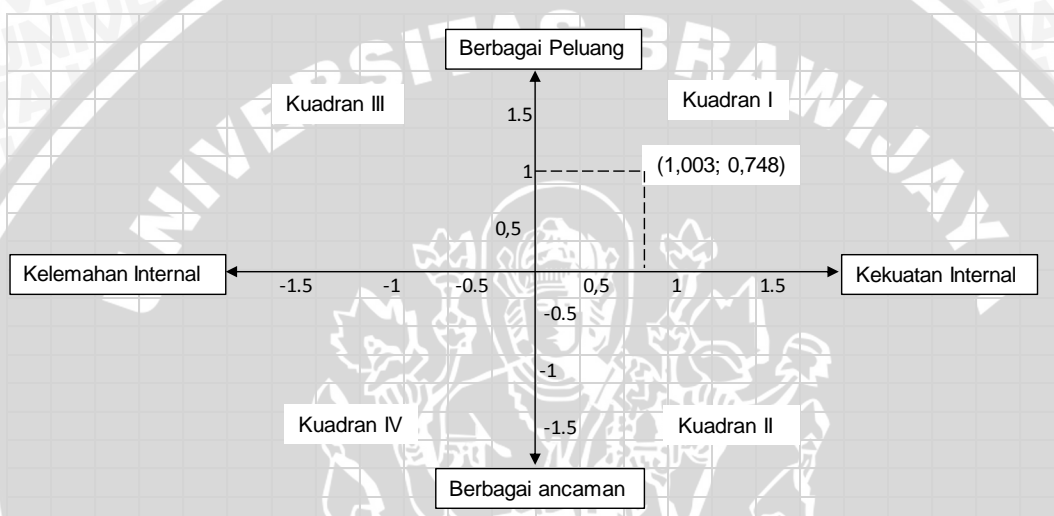 UNIVERSITAS BRAWIJAYA
Berbagai Peluang
Kuadran III
Kuadran I
1.5
(1,003; 0,748)
1
0,5
Kelemahan Internal
Kekuatan Internal
-1.5 -1 -0.5 0,5 1 1.5
-0.5
-1
Kuadran IV
-1.5
Kuadran II
Berbagai ancaman